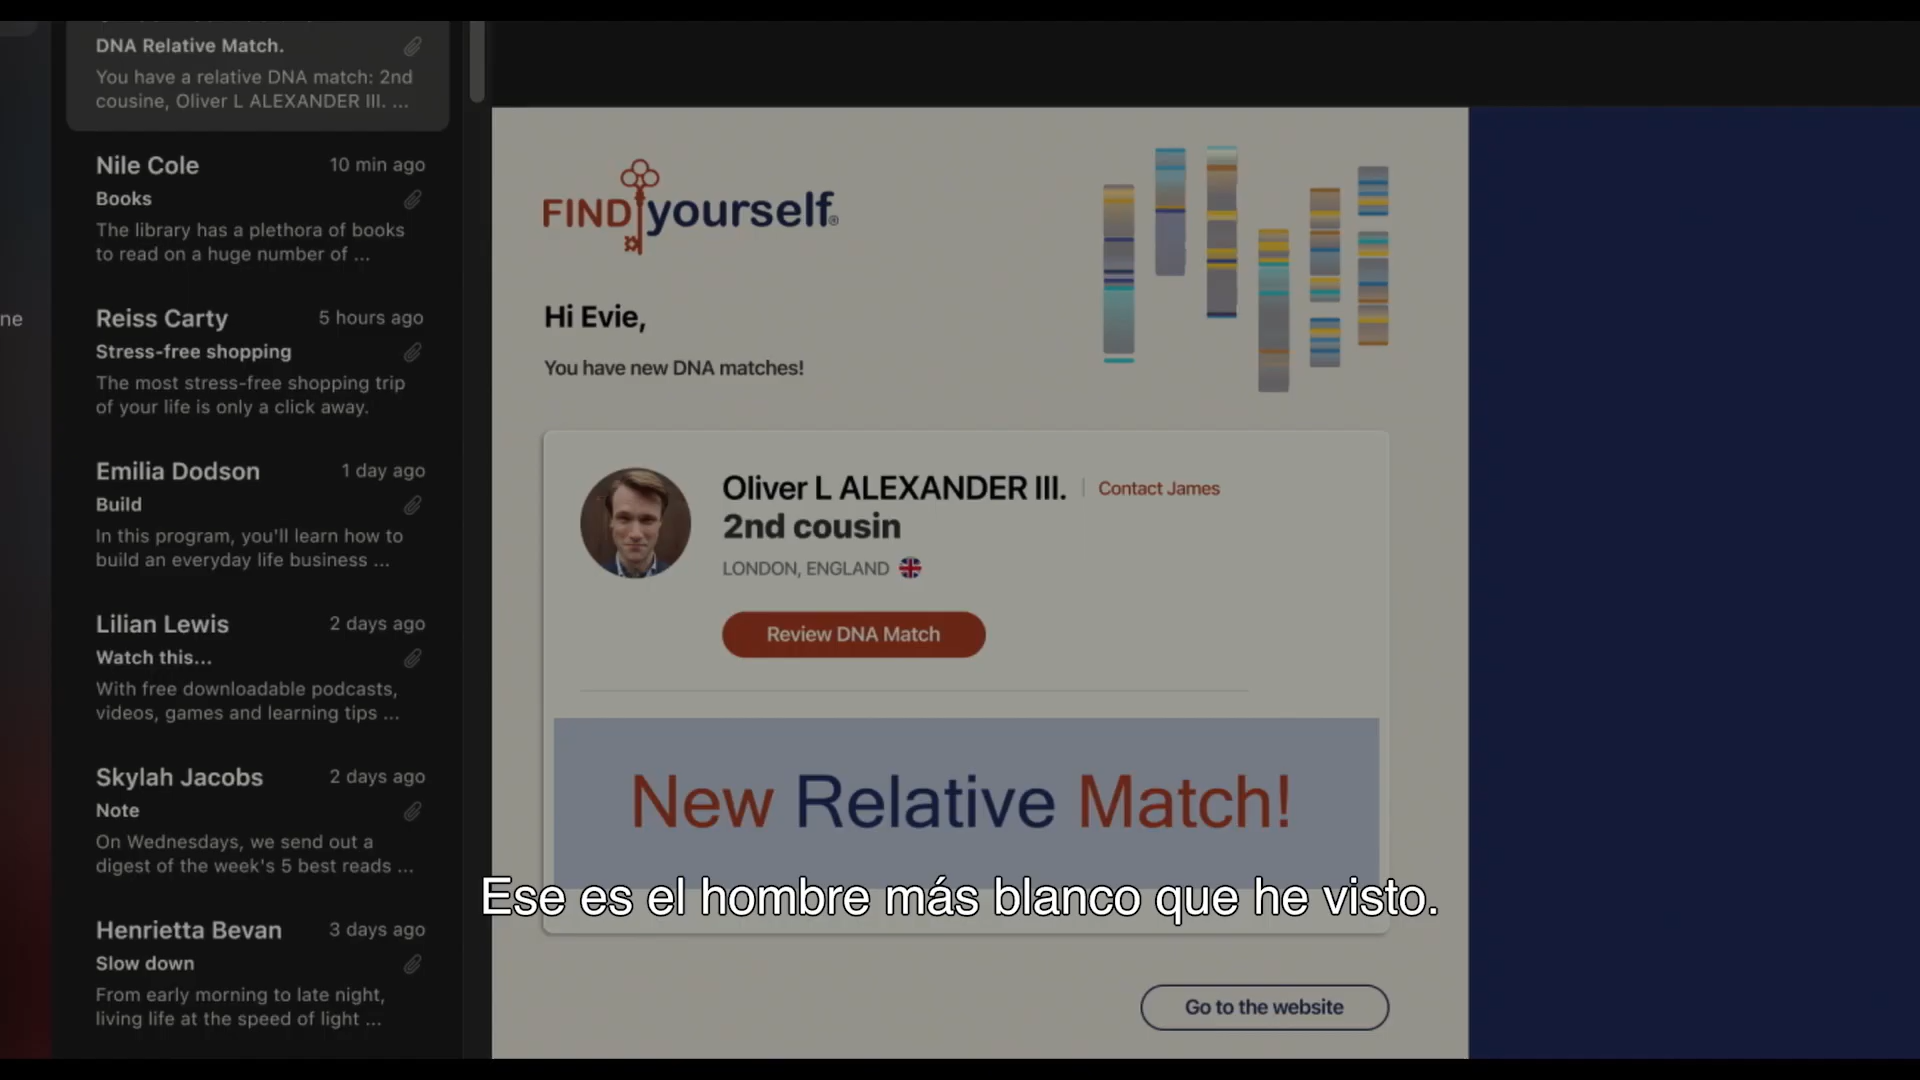 DNA Relative Match.
You have a relative DNA match: 2nd
cousine, Oliver L ALEXANDER III. ...
Nile Cole 10 min ago
Books
The library has a plethora of books
to read on a huge number of ...
ne
Reiss Carty 5 hours ago
Stress-free shopping
The most stress-free shopping trip
of your life is only a click away.
Emilia Dodson 1 day ago
Build
In this program, you'll learn how to
build an everyday life business ...
Lilian Lewis 2 days ago
Watch this...
With free downloadable podcasts,
videos, games and learning tips ...
Skylah Jacobs 2 days ago
Note
On Wednesdays, we send out a
digest of the week's 5 best reads ...
Henrietta Bevan 3 days ago
Slow down
From early morning to late night,
living life at the speed of light ...
FIND yourself®
Hi Evie,
You have new DNA matches!
Oliver L ALEXANDER III. | Contact James
2nd cousin
LONDON, ENGLAND
Review DNA Match
New Relative Match!
Ese es el hombre más blanco que he visto.
Go to the website